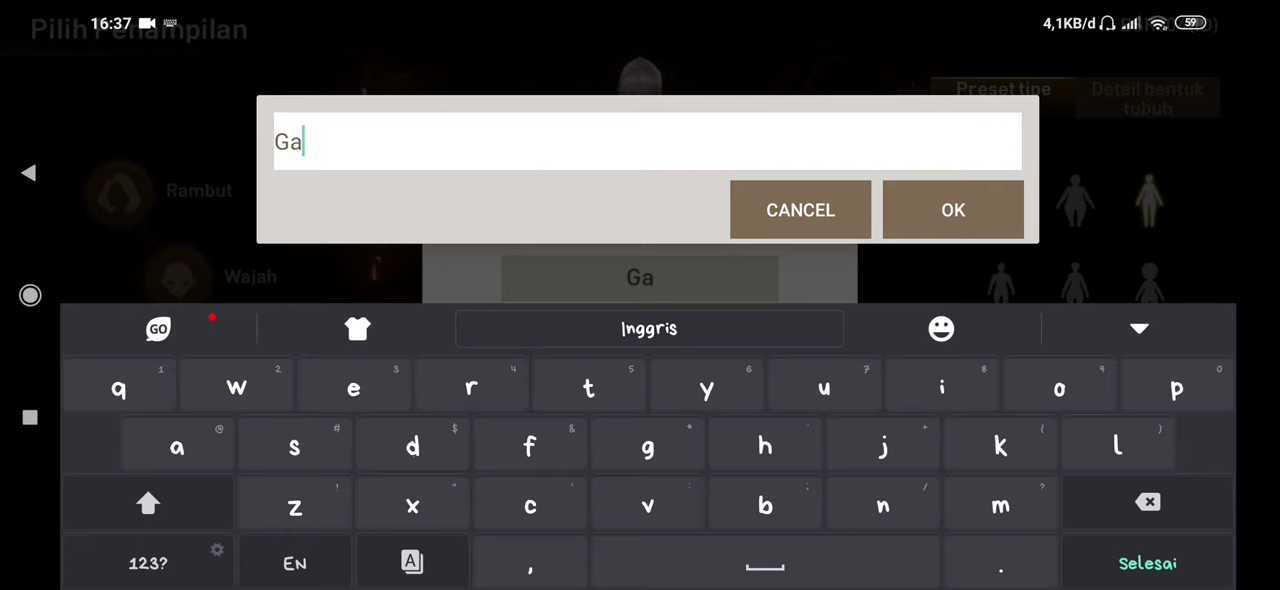 Pilih Penampilan
16:37
4,1KB/d
59
Preset tipe
Detail bentuk
tubuh
Ga
Rambut
CANCEL
OK
Wajah
Ga
GO
Inggris
1 2 3 4 5 6 7 8 9 0
q w e r t y u i o p
@ # $ & * - + ( )
a s d f g h j k l
' " ' : ; / ?
z x c v b n m
123?
EN
A
,
.
Selesai